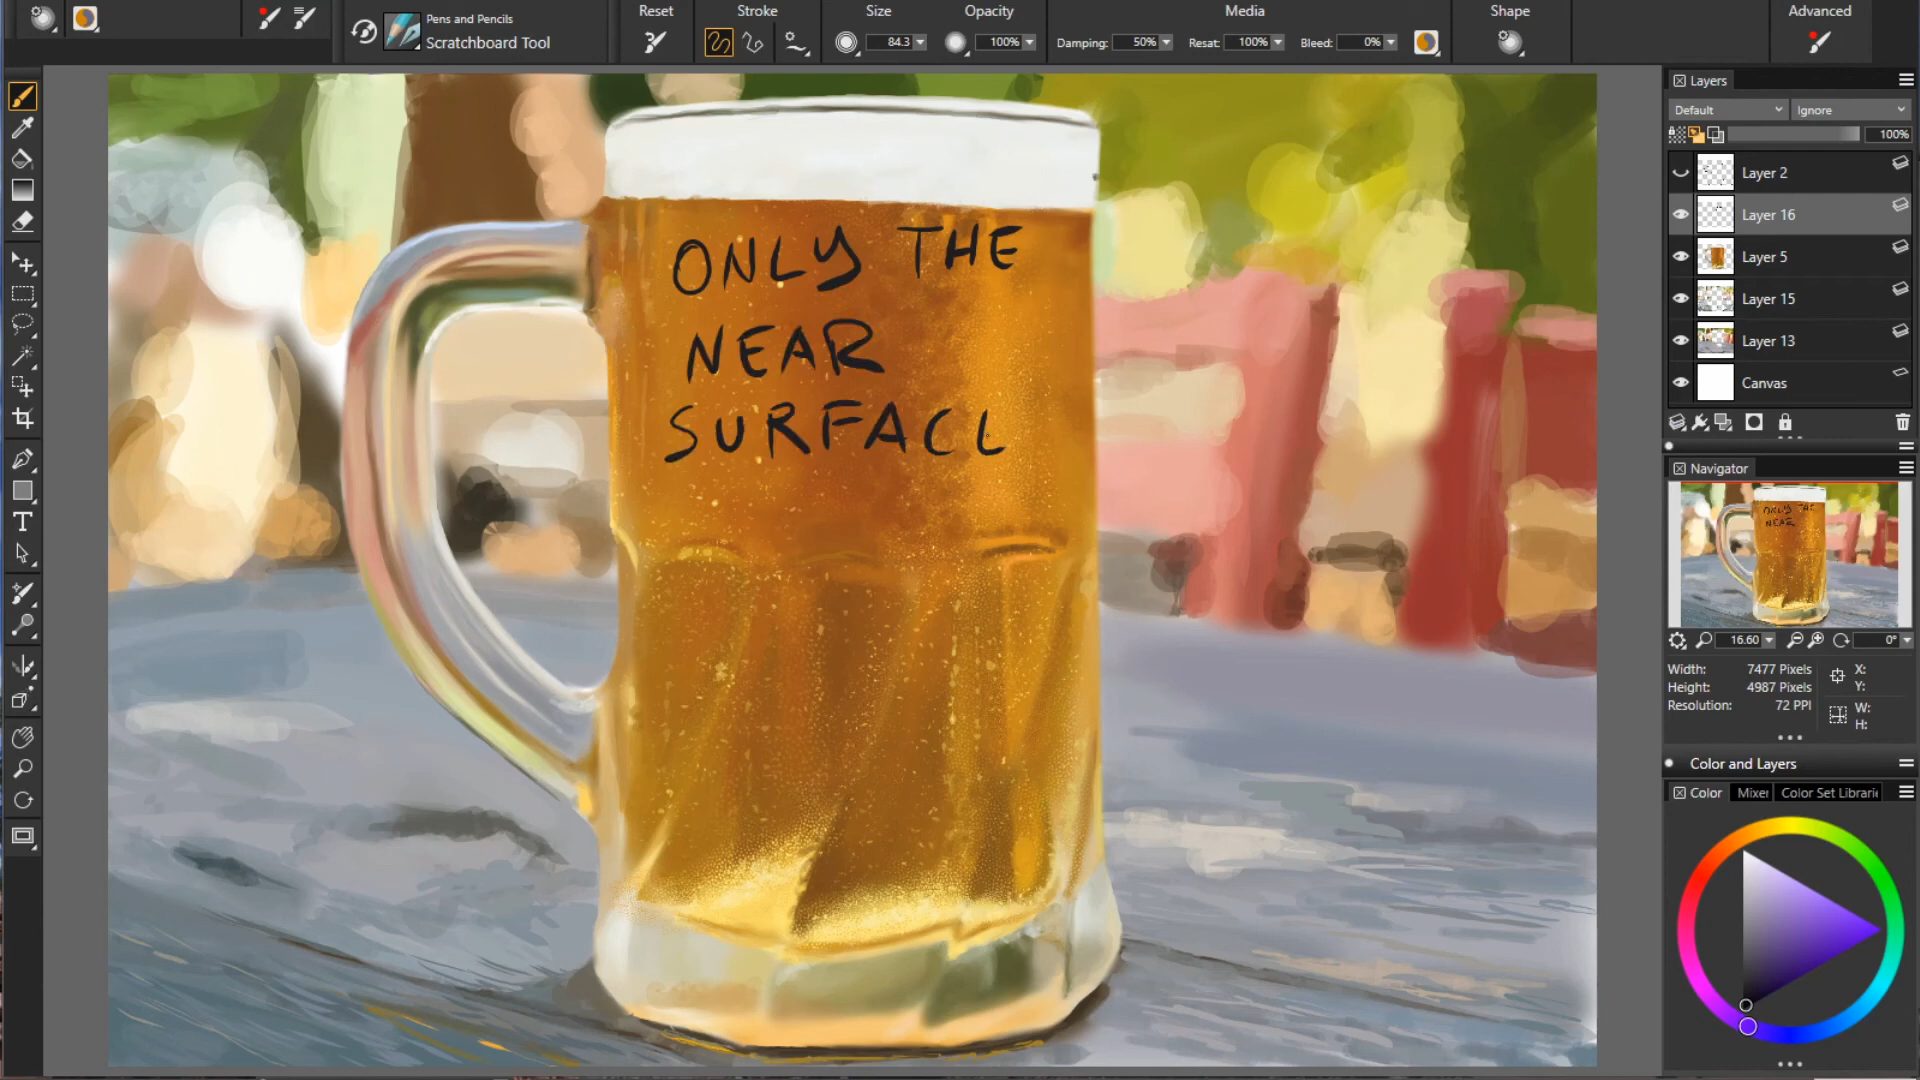 Pens and Pencils
Scratchboard Tool
Reset
Stroke
Size
84.3
Opacity
100%
Media
Damping: 50%
Resat: 100%
Bleed: 0%
Shape
Advanced
ONLY THE
NEAR
SURFACL
Layers
Default
Ignore
100%
Layer 2
Layer 16
Layer 5
Layer 15
Layer 13
Canvas
Navigator
ONLY THE
NEAR
16.60
0°
Width: 7477 Pixels
Height: 4987 Pixels
Resolution: 72 PPI
X:
Y:
W:
H:
Color and Layers
Color
Mixer
Color Set Librari